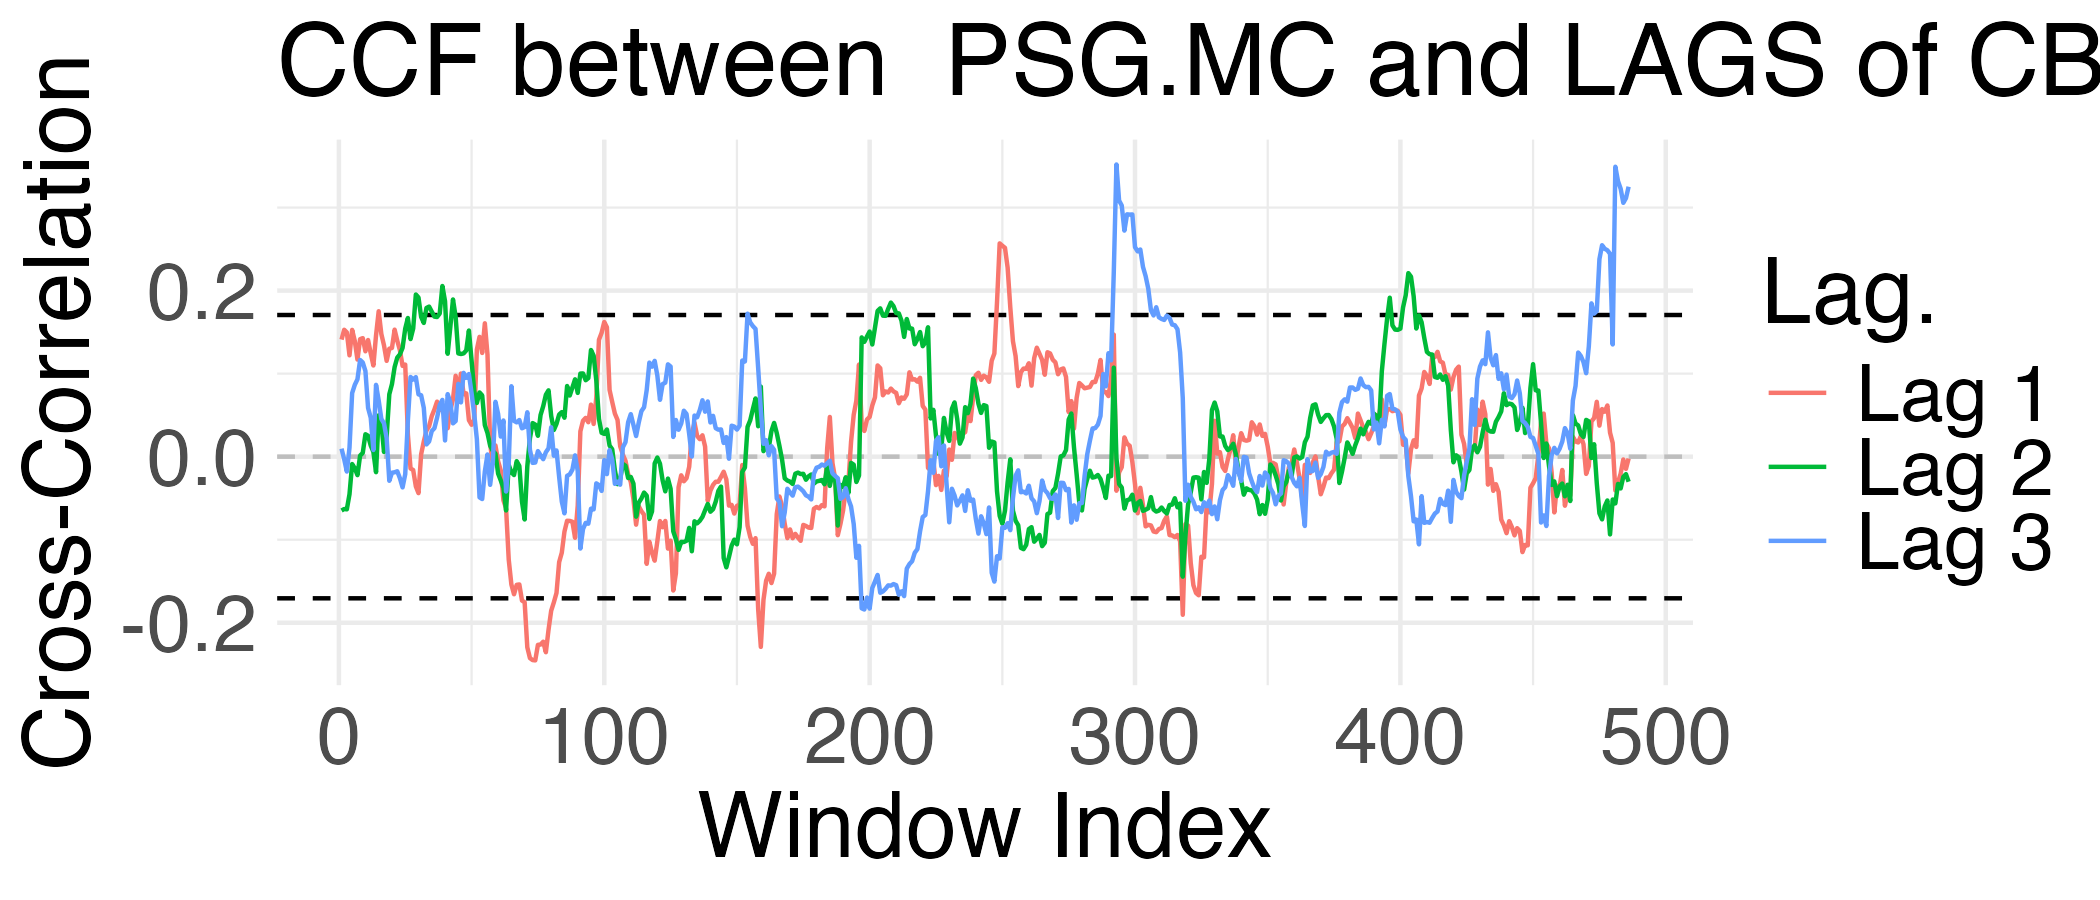 CCF between  PSG.MC and LAGS of CB
Cross-Correlation
0.2
0.0
-0.2
0 100 200 300 400 500
Window Index
Lag.
Lag 1
Lag 2
Lag 3